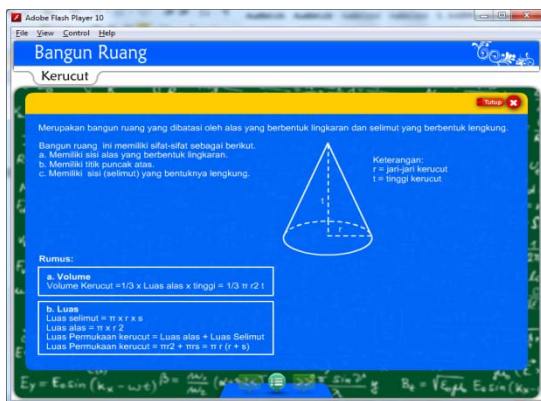 Adobe Flash Player 10
File View Control Help
Bangun Ruang
Kerucut
Tutup
Merupakan bangun ruang yang dibatasi oleh alas yang berbentuk lingkaran dan selimut yang berbentuk lengkung.
Bangun ruang ini memiliki sifat-sifat sebagai berikut.
a. Memiliki sisi alas yang berbentuk lingkaran.
b. Memiliki titik puncak atas.
c. Memiliki sisi (selimut) yang bentuknya lengkung.
t
r
Keterangan:
r = jari-jari kerucut
t = tinggi kerucut
Rumus:
a. Volume
Volume Kerucut =1/3 x Luas alas x tinggi = 1/3 π r2 t
b. Luas
Luas selimut = π x r x s
Luas alas = π x r 2
Luas Permukaan kerucut = Luas alas + Luas Selimut
Luas Permukaan kerucut = πr2 + πrs = π r (r + s)